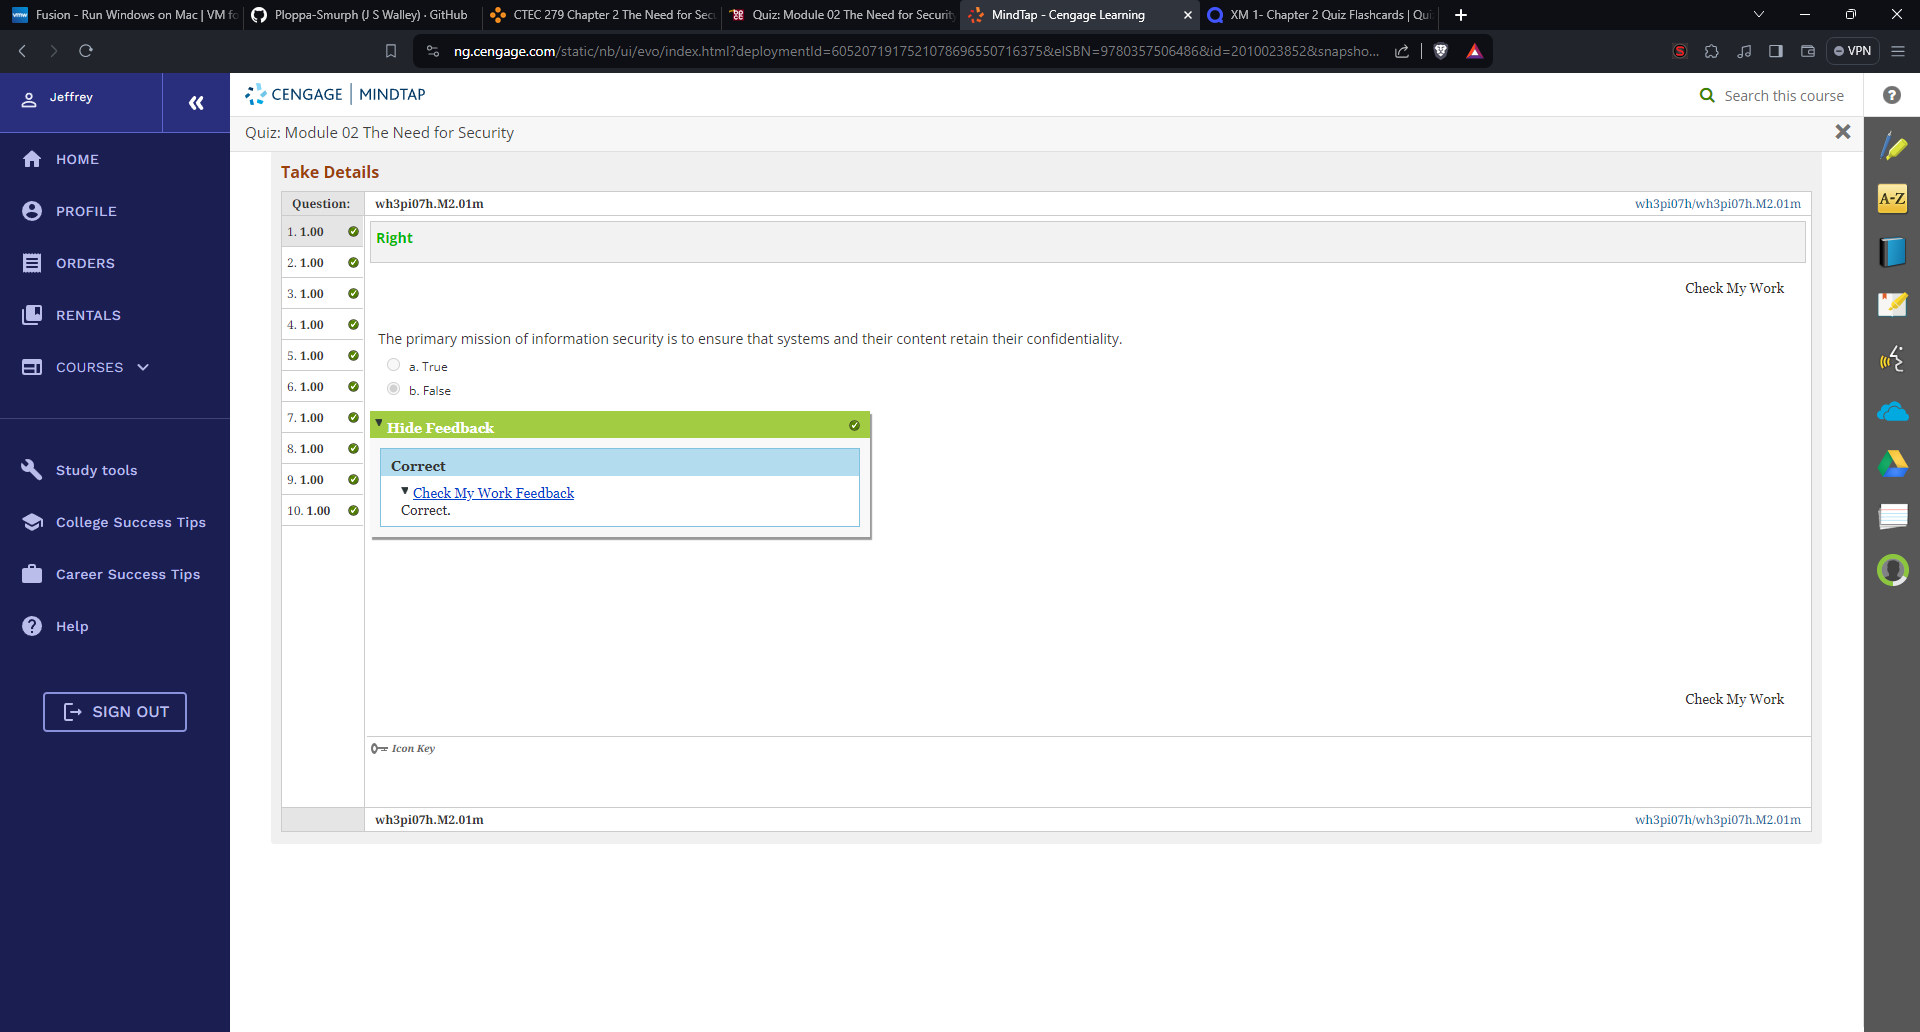 Fusion - Run Windows on Mac | VM fo
Ploppa-Smurph (J S Walley) · GitHub
CTEC 279 Chapter 2 The Need for Secu
Quiz: Module 02 The Need for Security
MindTap - Cengage Learning
XM 1- Chapter 2 Quiz Flashcards | Qui
ng.cengage.com/static/nb/ui/evo/index.html?deploymentId=60520719175210786965507163​75&eISBN=9780357506486&id=2010023852&snapsho...
VPN
Jeffrey
CENGAGE | MINDTAP
Search this course
Quiz: Module 02 The Need for Security
HOME
PROFILE
ORDERS
RENTALS
COURSES
Study tools
College Success Tips
Career Success Tips
Help
SIGN OUT
Take Details
Question: wh3pi07h.M2.01m wh3pi07h/wh3pi07h.M2.01m
1. 1.00
2. 1.00
3. 1.00
4. 1.00
5. 1.00
6. 1.00
7. 1.00
8. 1.00
9. 1.00
10. 1.00
Right
Check My Work
The primary mission of information security is to ensure that systems and their content retain their confidentiality.
a. True
b. False
Hide Feedback
Correct
Check My Work Feedback
Correct.
Check My Work
Icon Key
wh3pi07h.M2.01m wh3pi07h/wh3pi07h.M2.01m
A-Z